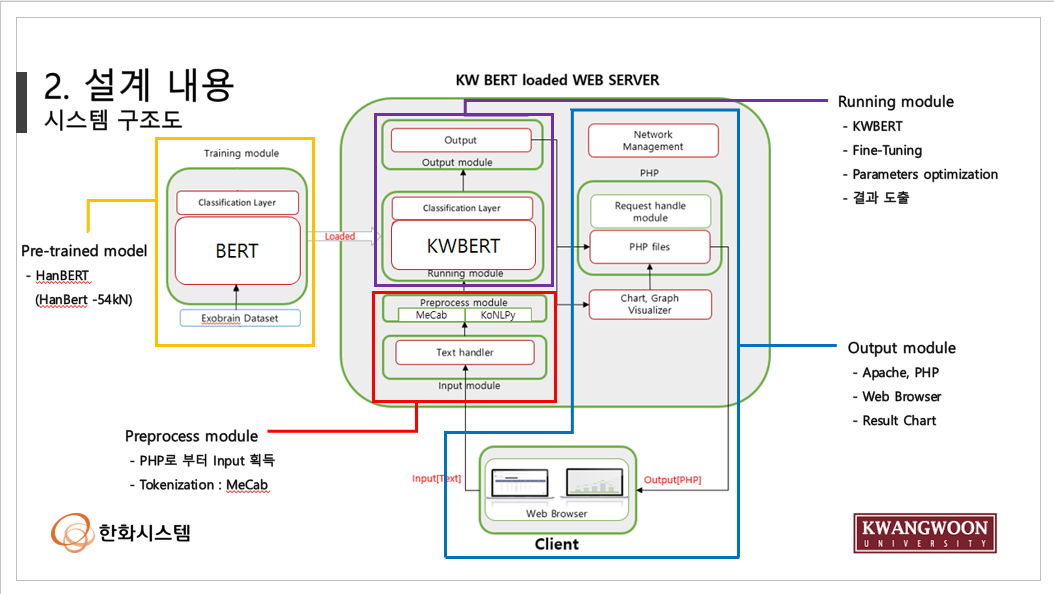 2. 설계 내용
시스템 구조도
KW BERT loaded WEB SERVER
Training module
Classification Layer
BERT
Exobrain Dataset
Pre-trained model
- HanBERT
(HanBert -54kN)
Loaded
Output
Output module
Classification Layer
KWBERT
Running module
Preprocess module
MeCab
KoNLPy
Text handler
Input module
Network
Management
PHP
Request handle
module
PHP files
Chart, Graph
Visualizer
Running module
- KWBERT
- Fine-Tuning
- Parameters optimization
- 결과 도출
Output module
- Apache, PHP
- Web Browser
- Result Chart
Preprocess module
- PHP로 부터 Input 획득
- Tokenization : MeCab
Input[Text]
Output[PHP]
Web Browser
Client
한화시스템
KWANGWOON
UNIVERSITY